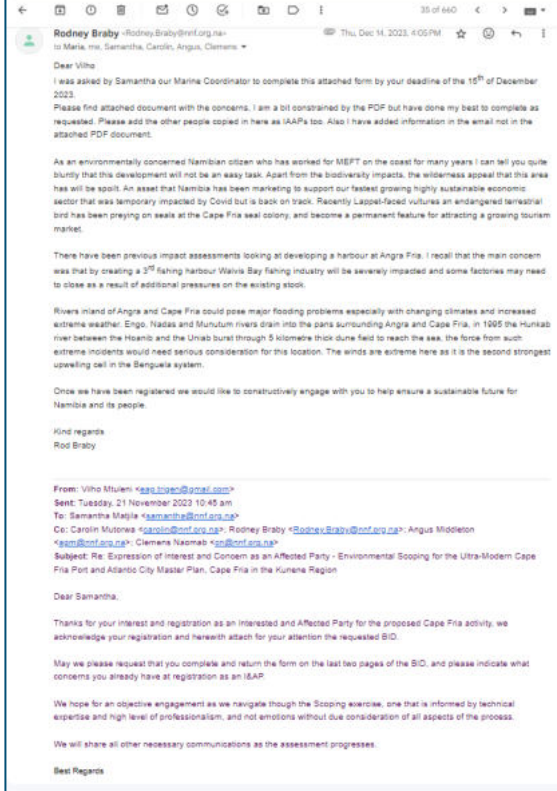 35 of 660
Rodney Braby <Rodney.Braby@nnf.org.na>
Thu, Dec 14, 2023, 4:05 PM
to Maria, me, Samantha, Carolin, Angus, Clemens
Dear Vilho
I was asked by Samantha our Marine Coordinator to complete this attached form by your deadline of the 15th of December
2023.
Please find attached document with the concerns. I am a bit constrained by the PDF but have done my best to complete as
requested. Please add the other people copied in here as IAAPs too. Also I have added information in the email not in the
attached PDF document.
As an environmentally concerned Namibian citizen who has worked for MEFT on the coast for many years I can tell you quite
bluntly that this development will not be an easy task. Apart from the biodiversity impacts, the wilderness appeal that this area
has will be spoilt. An asset that Namibia has been marketing to support our fastest growing highly sustainable economic
sector that was temporary impacted by Covid but is back on track. Recently Lappet-faced vultures an endangered terrestrial
bird has been preying on seals at the Cape Fria seal colony, and become a permanent feature for attracting a growing tourism
market.
There have been previous impact assessments looking at developing a harbour at Angra Fria. I recall that the main concern
was that by creating a 3rd fishing harbour Walvis Bay fishing industry will be severely impacted and some factories may need
to close as a result of additional pressures on the existing stock.
Rivers inland of Angra and Cape Fria could pose major flooding problems especially with changing climates and increased
extreme weather. Engo, Nadas and Munutum rivers drain into the pans surrounding Angra and Cape Fria, in 1995 the Hunkab
river between the Hoanib and the Uniab burst through 5 kilometre thick dune field to reach the sea, the force from such
extreme incidents would need serious consideration for this location. The winds are extreme here as it is the second strongest
upwelling cell in the Benguela system.
Once we have been registered we would like to constructively engage with you to help ensure a sustainable future for
Namibia and its people.
Kind regards
Rod Braby
From: Vilho Mtuleni <eap.trigen@gmail.com>
Sent: Tuesday, 21 November 2023 10:45 am
To: Samantha Matjila <samantha@nnf.org.na>
Cc: Carolin Mutorwa <carolin@nnf.org.na>; Rodney Braby <Rodney.Braby@nnf.org.na>; Angus Middleton
<agm@nnf.org.na>; Clemens Naomab <cn@nnf.org.na>
Subject: Re: Expression of Interest and Concern as an Affected Party - Environmental Scoping for the Ultra-Modern Cape
Fria Port and Atlantic City Master Plan, Cape Fria in the Kunene Region
Dear Samantha,
Thanks for your interest and registration as an Interested and Affected Party for the proposed Cape Fria activity, we
acknowledge your registration and herewith attach for your attention the requested BID.
May we please request that you complete and return the form on the last two pages of the BID, and please indicate what
concerns you already have at registration as an I&AP.
We hope for an objective engagement as we navigate though the Scoping exercise, one that is informed by technical
expertise and high level of professionalism, and not emotions without due consideration of all aspects of the process.
We will share all other necessary communications as the assessment progresses.
Best Regards